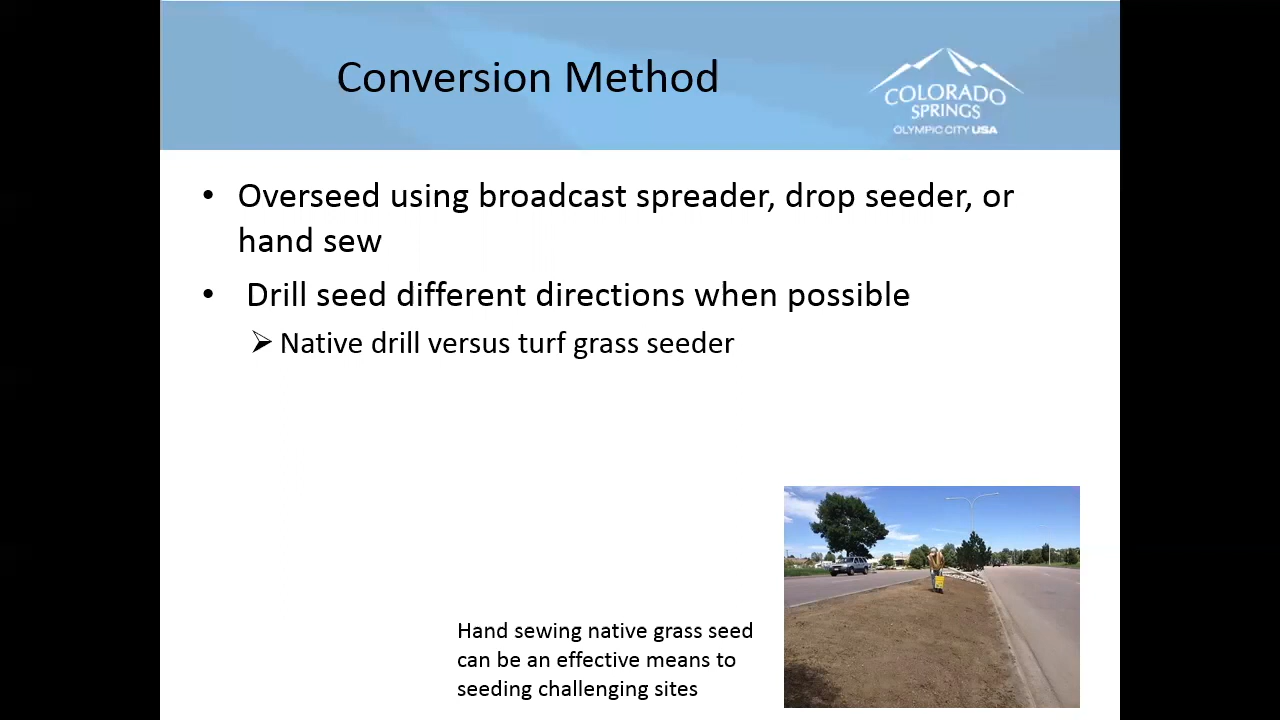 Conversion Method
COLORADO
SPRINGS
OLYMPIC CITY USA
• Overseed using broadcast spreader, drop seeder, or
hand sew
• Drill seed different directions when possible
➢ Native drill versus turf grass seeder
Hand sewing native grass seed
can be an effective means to
seeding challenging sites